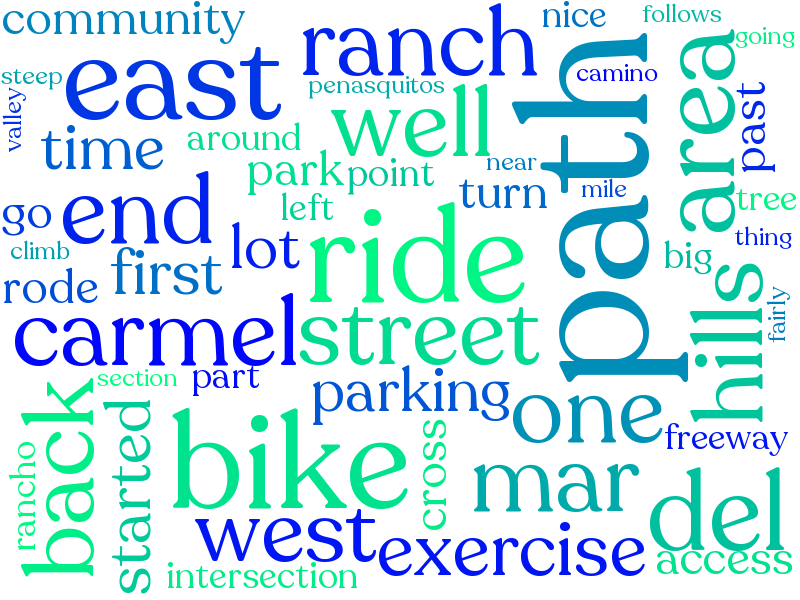 community
nice
follows
ranch
going
east
path
area
steep
camino
penasquitos
valley
well
past
time
around
near
park
point
mile
turn
tree
left
end
go
lot
ride
thing
climb
first
big
rode
hills
fairly
carmel
street
section
part
parking
one
back
started
bike
cross
freeway
rancho
mar
del
west
exercise
access
intersection